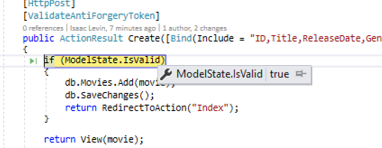 [HttpPost]
[ValidateAntiForgeryToken]
0 references | Isaac Levin, 7 minutes ago | 1 author, 2 changes
public ActionResult Create([Bind(Include = "ID,Title,ReleaseDate,Gen
{
if (ModelState.IsValid)
{
ModelState.IsValid true
db.Movies.Add(movie);
db.SaveChanges();
return RedirectToAction("Index");
}
return View(movie);